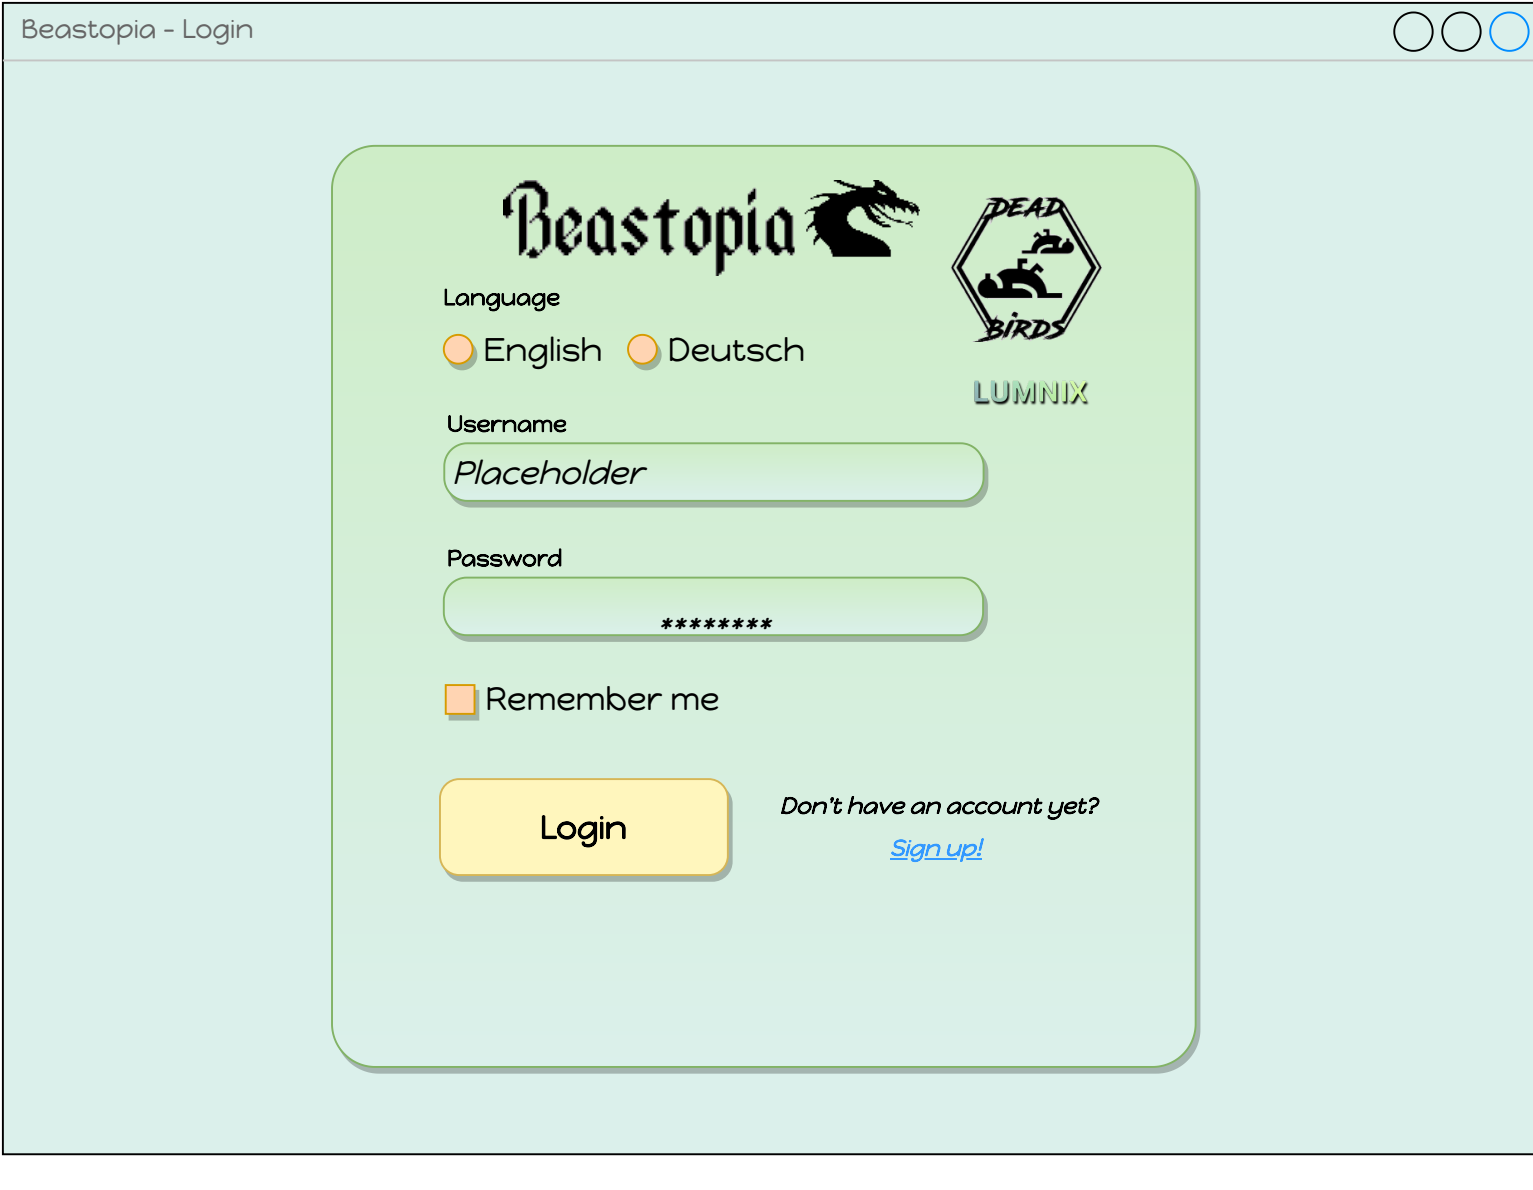 Beastopia - Login
Beastopia
DEAD
BIRDS
Language
English Deutsch
LUMNIX
Username
Placeholder
Password
********
Remember me
Login
Don't have an account yet?
Sign up!